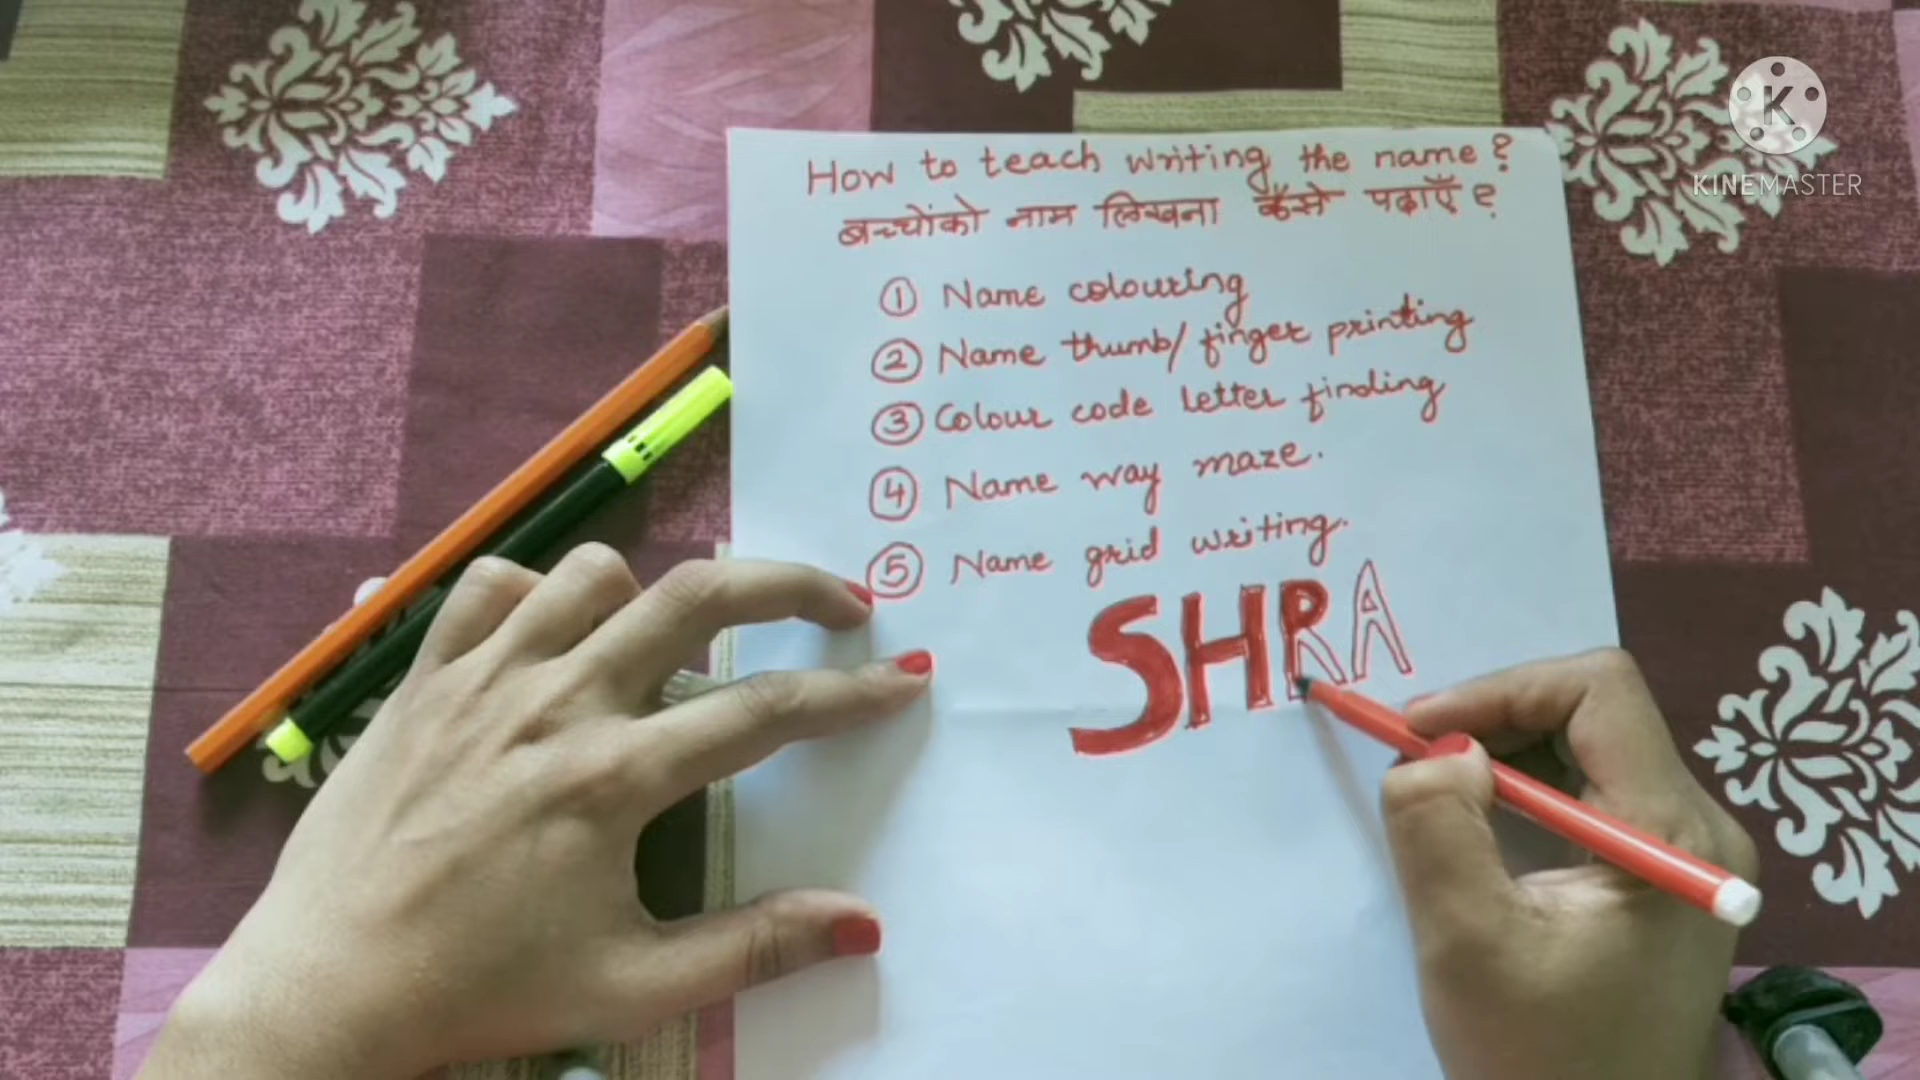 How to teach writing the name?
बच्चोंको नाम लिखना कैसे पढाएँ?
① Name colouring
② Name thumb/finger printing
③ Colour code letter finding
④ Name way maze.
⑤ Name grid writing.
SHRA
KINEMASTER